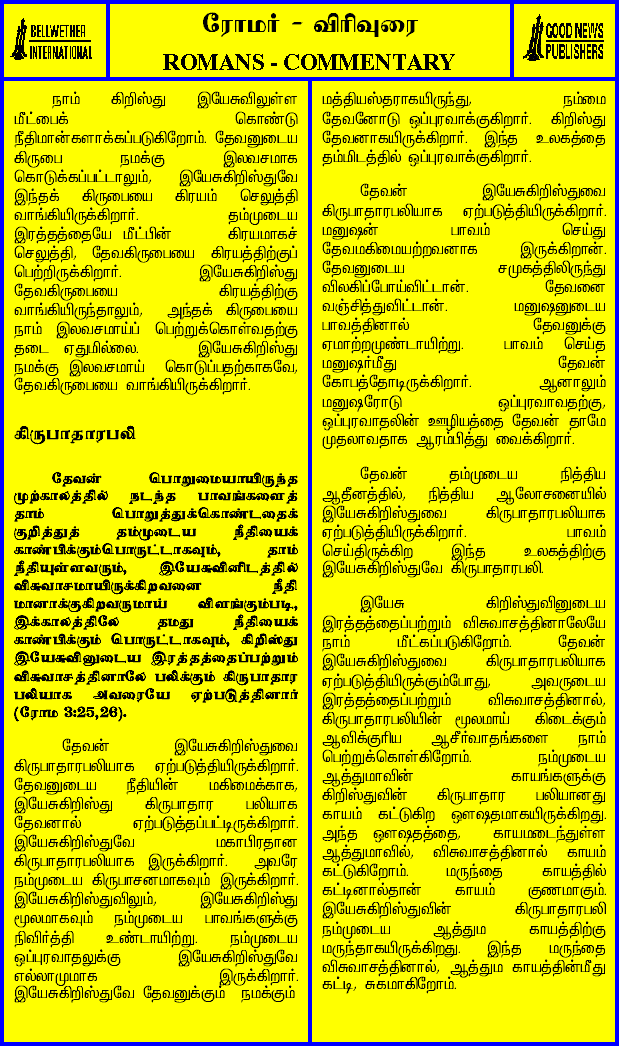 BELLWETHER
INTERNATIONAL
ரோமர் - விரிவுரை
ROMANS - COMMENTARY
GOOD NEWS
PUBLISHERS
நாம் கிறிஸ்து இயேசுவிலுள்ள
மீட்பைக் கொண்டு
நீதிமான்களாக்கப்படுகிறோம். தேவனுடைய
கிருபை நமக்கு இலவசமாக
கொடுக்கப்பட்டாலும், இயேசுகிறிஸ்துவே
இந்தக் கிருபையை கிரயம் செலுத்தி
வாங்கியிருக்கிறார். தம்முடைய
இரத்தத்தையே மீட்பின் கிரயமாகச்
செலுத்தி, தேவகிருபையை கிரயத்திற்குப்
பெற்றிருக்கிறார். இயேசுகிறிஸ்து
தேவகிருபையை கிரயத்திற்கு
வாங்கியிருந்தாலும், அந்தக் கிருபையை
நாம் இலவசமாய்ப் பெற்றுக்கொள்வதற்கு
தடை ஏதுமில்லை. இயேசுகிறிஸ்து
நமக்கு இலவசமாய் கொடுப்பதற்காகவே,
தேவகிருபையை வாங்கியிருக்கிறார்.
கிருபாதாரபலி
தேவன் பொறுமையாயிருந்த
முற்காலத்தில் நடந்த பாவங்களைத்
தாம் பொறுத்துக்கொண்டதைக்
குறித்துத் தம்முடைய நீதியைக்
காண்பிக்கும்பொருட்டாகவும், தாம்
நீதியுள்ளவரும், இயேசுவினிடத்தில்
விசுவாசமாயிருக்கிறவனை நீதி
மானாக்குகிறவருமாய் விளங்கும்படி,
இக்காலத்திலே தமது நீதியைக்
காண்பிக்கும் பொருட்டாகவும், கிறிஸ்து
இயேசுவினுடைய இரத்தத்தைப்பற்றும்
விசுவாசத்தினாலே பலிக்கும் கிருபாதார
பலியாக அவரையே ஏற்படுத்தினார்
(ரோம 3:25,26).
தேவன் இயேசுகிறிஸ்துவை
கிருபாதாரபலியாக ஏற்படுத்தியிருக்கிறார்.
தேவனுடைய நீதியின் மகிமைக்காக,
இயேசுகிறிஸ்து கிருபாதார பலியாக
தேவனால் ஏற்படுத்தப்பட்டிருக்கிறார்.
இயேசுகிறிஸ்துவே மகாபிரதான
கிருபாதாரபலியாக இருக்கிறார். அவரே
நம்முடைய கிருபாசனமாகவும் இருக்கிறார்.
இயேசுகிறிஸ்துவிலும், இயேசுகிறிஸ்து
மூலமாகவும் நம்முடைய பாவங்களுக்கு
நிவிர்த்தி உண்டாயிற்று. நம்முடைய
ஒப்புரவாதலுக்கு இயேசுகிறிஸ்துவே
எல்லாமுமாக இருக்கிறார்.
இயேசுகிறிஸ்துவே தேவனுக்கும் நமக்கும்
மத்தியஸ்தராகயிருந்து, நம்மை
தேவனோடு ஒப்புரவாக்குகிறார். கிறிஸ்து
தேவனாகயிருக்கிறார். இந்த உலகத்தை
தம்மிடத்தில் ஒப்புரவாக்குகிறார்.
தேவன் இயேசுகிறிஸ்துவை
கிருபாதாரபலியாக ஏற்படுத்தியிருக்கிறார்.
மனுஷன் பாவம் செய்து
தேவமகிமையற்றவனாக இருக்கிறான்.
தேவனுடைய சமுகத்திலிருந்து
விலகிப்போய்விட்டான். தேவனை
வஞ்சித்துவிட்டான். மனுஷனுடைய
பாவத்தினால் தேவனுக்கு
ஏமாற்றமுண்டாயிற்று. பாவம் செய்த
மனுஷர்மீது தேவன்
கோபத்தோடிருக்கிறார். ஆனாலும்
மனுஷரோடு ஒப்புரவாவதற்கு,
ஒப்புரவாதலின் ஊழியத்தை தேவன் தாமே
முதலாவதாக ஆரம்பித்து வைக்கிறார்.
தேவன் தம்முடைய நித்திய
ஆதீனத்தில், நித்திய ஆலோசனையில்
இயேசுகிறிஸ்துவை கிருபாதாரபலியாக
ஏற்படுத்தியிருக்கிறார். பாவம்
செய்திருக்கிற இந்த உலகத்திற்கு
இயேசுகிறிஸ்துவே கிருபாதாரபலி.
இயேசு கிறிஸ்துவினுடைய
இரத்தத்தைப்பற்றும் விசுவாசத்தினாலேயே
நாம் மீட்கப்படுகிறோம். தேவன்
இயேசுகிறிஸ்துவை கிருபாதாரபலியாக
ஏற்படுத்தியிருக்கும்போது, அவருடைய
இரத்தத்தைப்பற்றும் விசுவாசத்தினால்,
கிருபாதாரபலியின் மூலமாய் கிடைக்கும்
ஆவிக்குரிய ஆசீர்வாதங்களை நாம்
பெற்றுக்கொள்கிறோம். நம்முடைய
ஆத்துமாவின் காயங்களுக்கு
கிறிஸ்துவின் கிருபாதார பலியானது
காயம் கட்டுகிற ஔஷதமாகயிருக்கிறது.
அந்த ஔஷதத்தை, காயமடைந்துள்ள
ஆத்துமாவில், விசுவாசத்தினால் காயம்
கட்டுகிறோம். மருந்தை காயத்தில்
கட்டினால்தான் காயம் குணமாகும்.
இயேசுகிறிஸ்துவின் கிருபாதாரபலி
நம்முடைய ஆத்தும காயத்திற்கு
மருந்தாகயிருக்கிறது. இந்த மருந்தை
விசுவாசத்தினால், ஆத்தும காயத்தின்மீது
கட்டி, சுகமாகிறோம்.